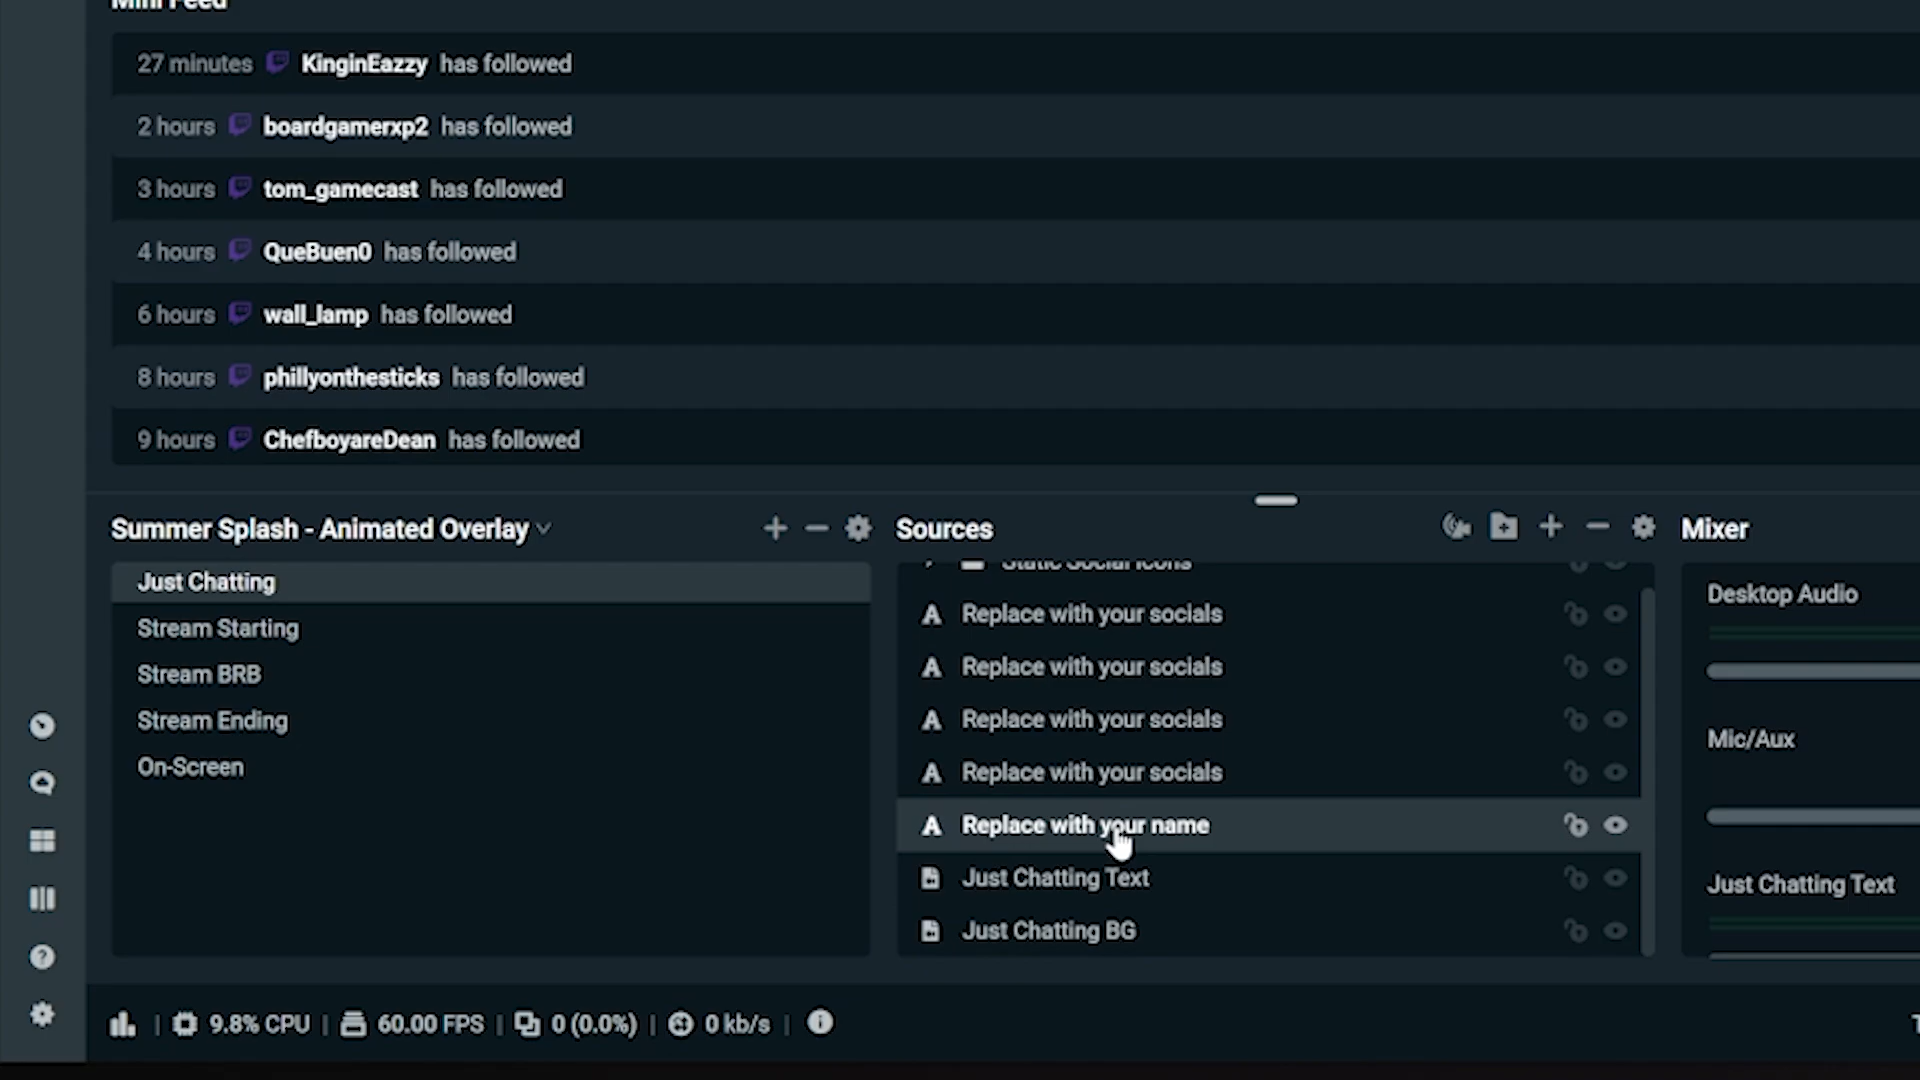 Mini Feed
27 minutes KinginEazzy has followed
2 hours boardgamerxp2 has followed
3 hours tom_gamecast has followed
4 hours QueBuen0 has followed
6 hours wall_lamp has followed
8 hours phillyonthesticks has followed
9 hours ChefboyareDean has followed
Summer Splash - Animated Overlay
Just Chatting
Stream Starting
Stream BRB
Stream Ending
On-Screen
Sources
Static Social Icons
Replace with your socials
Replace with your socials
Replace with your socials
Replace with your socials
Replace with your name
Just Chatting Text
Just Chatting BG
Mixer
Desktop Audio
Mic/Aux
Just Chatting Text
9.8% CPU | 60.00 FPS | 0 (0.0%) | 0 kb/s |